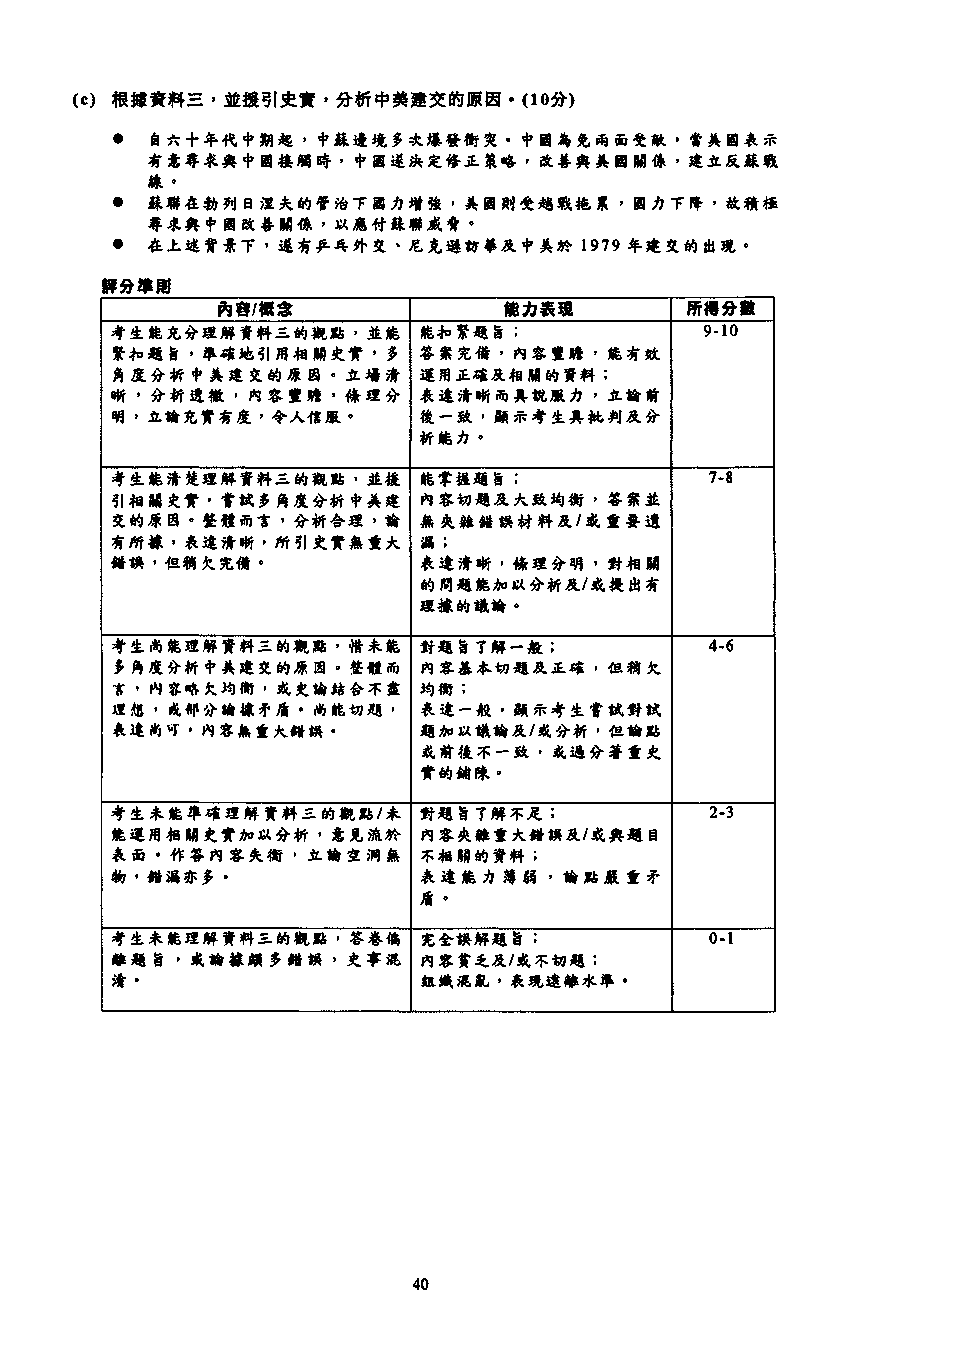 (c) 根據資料三，並援引史實，分析中美建交的原因。(10分)
● 自六十年代中期起，中蘇邊境多次爆發衝突。中國為免兩面受敵，當美國表示
有意尋求與中國接觸時，中國遂決定修正策略，改善與美國關係，建立反蘇戰
線。
● 蘇聯在勃列日涅夫的管治下國力增強，美國則受越戰拖累，國力下降，故積極
尋求與中國改善關係，以應付蘇聯威脅。
● 在上述背景下，遂有乒乓外交、尼克遜訪華及中美於 1979 年建交的出現。
評分準則
內容/概念 能力表現 所得分數
考生能充分理解資料三的觀點，並能
緊扣題旨，準確地引用相關史實，多
角度分析中美建交的原因。立場清
晰，分析透徹，內容豐贍，條理分
明，立論充實有度，令人信服。
能扣緊題旨；
答案完備，內容豐贍，能有效
運用正確及相關的資料；
表達清晰而具說服力，立論前
後一致，顯示考生具批判及分
析能力。
9-10
考生能清楚理解資料三的觀點，並援
引相關史實，嘗試多角度分析中美建
交的原因。整體而言，分析合理，論
有所據，表達清晰，所引史實無重大
錯誤，但稍欠完備。
能掌握題旨；
內容切題及大致均衡，答案並
無夾雜錯誤材料及/或重要遺
漏；
表達清晰，條理分明，對相關
的問題能加以分析及/或提出有
理據的議論。
7-8
考生尚能理解資料三的觀點，惜未能
多角度分析中美建交的原因。整體而
言，內容略欠均衡，或史論結合不盡
理想，或部分論據矛盾。尚能切題，
表達尚可，內容無重大錯誤。
對題旨了解一般；
內容基本切題及正確，但稍欠
均衡；
表達一般，顯示考生嘗試對試
題加以議論及/或分析，但論點
或前後不一致，或過分著重史
實的鋪陳。
4-6
考生未能準確理解資料三的觀點/未
能運用相關史實加以分析，意見流於
表面。作答內容失衡，立論空洞無
物，錯漏亦多。
對題旨了解不足；
內容夾雜重大錯誤及/或與題目
不相關的資料；
表達能力薄弱，論點嚴重矛
盾。
2-3
考生未能理解資料三的觀點，答卷偏
離題旨，或論據頗多錯誤，史事混
淆。
完全誤解題旨；
內容貧乏及/或不切題；
組織混亂，表現遠離水準。
0-1
40